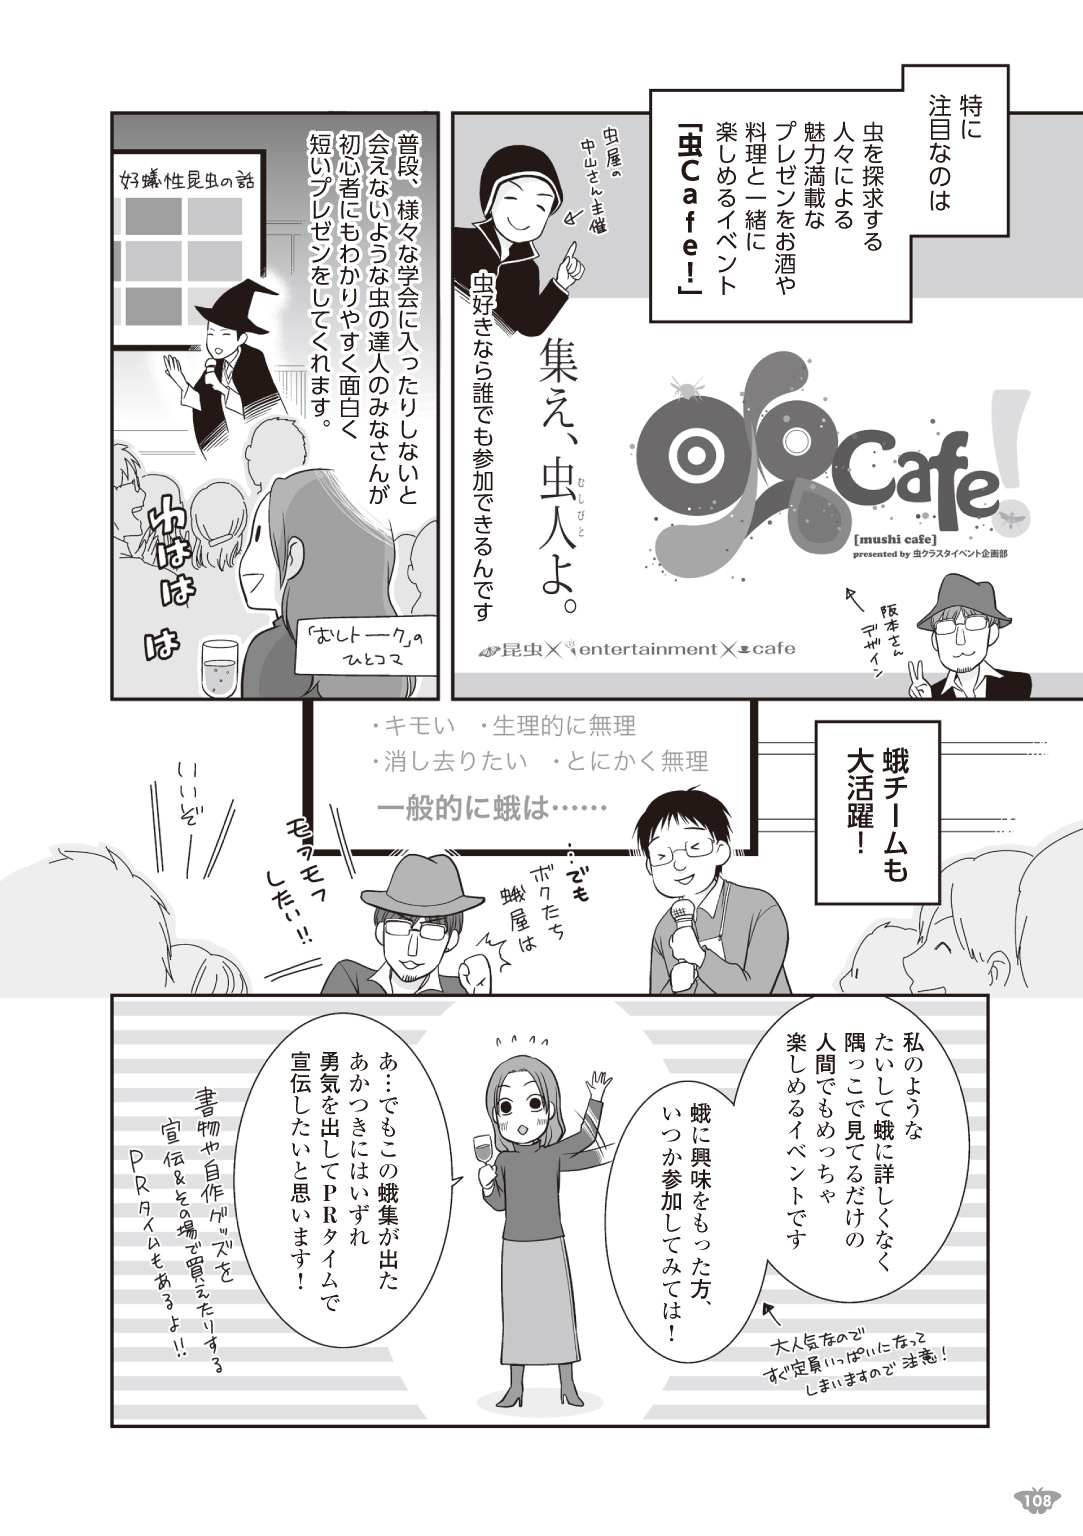 特に
注目なのは
虫を探求する
人々による
魅力満載な
プレゼンをお酒や
料理と一緒に
楽しめるイベント
「虫Cafe!」
虫屋の
中山さん主催
虫好きなら誰でも参加できるんです
集え、虫人よ。
むしびと
虫cafe!
[mushi cafe]
presented by 虫クラスタイベント企画部
昆虫×entertainment×cafe
阪本さん
デザイン
普段、様々な学会に入ったりしないと
会えないような虫の達人のみなさんが
初心者にもわかりやすく面白く
短いプレゼンをしてくれます。
好蟻性昆虫の話
わはは
は
「むしトーク」の
ひとコマ
蛾チームも
大活躍!
・キモい ・生理的に無理
・消し去りたい ・とにかく無理
一般的に蛾は……
…でも
ボクたち
蛾屋は
モフモフ
したい!!
いいぞー
私のような
たいして蛾に詳しくなく
隅っこで見てるだけの
人間でもめっちゃ
楽しめるイベントです
蛾に興味をもった方、
いつか参加してみては!
大人気なので
すぐ定員いっぱいになって
しまいますので注意!
あ…でもこの蛾集が出た
あかつきにはいずれ
勇気を出してPRタイムで
宣伝したいと思います!
書物や自作グッズを
宣伝&その場で買えたりする
PRタイムもあるよ!!
108